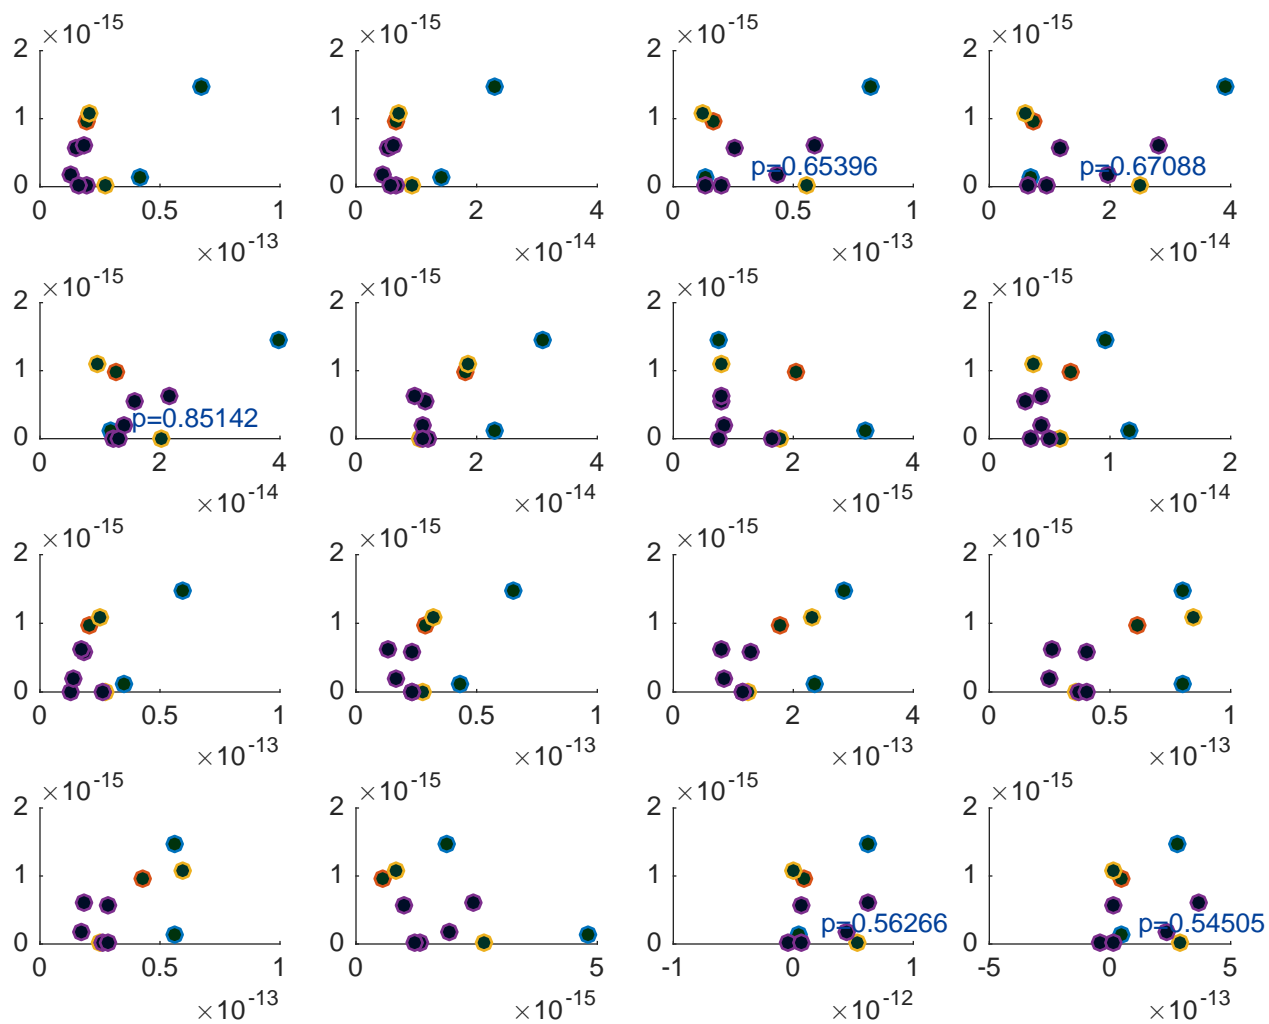 ×10⁻¹⁵ ×10⁻¹⁵ ×10⁻¹⁵ ×10⁻¹⁵
2 2 2 2
1 1 1 1
p=0.65396 p=0.67088
0 0 0 0
0 0.5 1 0 2 4 0 0.5 1 0 2 4
×10⁻¹³ ×10⁻¹⁴ ×10⁻¹³ ×10⁻¹⁴
×10⁻¹⁵ ×10⁻¹⁵ ×10⁻¹⁵ ×10⁻¹⁵
2 2 2 2
1 1 1 1
p=0.85142
0 0 0 0
0 2 4 0 2 4 0 2 4 0 1 2
×10⁻¹⁴ ×10⁻¹⁴ ×10⁻¹⁵ ×10⁻¹⁴
×10⁻¹⁵ ×10⁻¹⁵ ×10⁻¹⁵ ×10⁻¹⁵
2 2 2 2
1 1 1 1
0 0 0 0
0 0.5 1 0 0.5 1 0 2 4 0 0.5 1
×10⁻¹³ ×10⁻¹³ ×10⁻¹³ ×10⁻¹³
×10⁻¹⁵ ×10⁻¹⁵ ×10⁻¹⁵ ×10⁻¹⁵
2 2 2 2
1 1 1 1
p=0.56266 p=0.54505
0 0 0 0
0 0.5 1 0 5 -1 0 1 -5 0 5
×10⁻¹³ ×10⁻¹⁵ ×10⁻¹² ×10⁻¹³